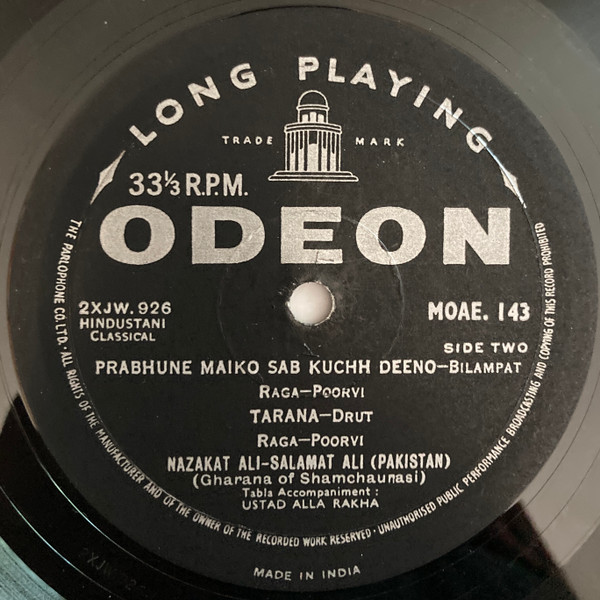 LONG PLAYING
TRADE MARK
33⅓ R.P.M.
ODEON
2XJW. 926
HINDUSTANI
CLASSICAL
MOAE. 143
SIDE TWO
PRABHUNE MAIKO SAB KUCHH DEENO—BILAMPAT
RAGA—POORVI
TARANA—DRUT
RAGA—POORVI
NAZAKAT ALI-SALAMAT ALI (PAKISTAN)
(Gharana of Shamchaurasi)
Tabla Accompaniment :
USTAD ALLA RAKHA
THE PARLOPHONE CO. LTD. · ALL RIGHTS OF THE MANUFACTURER AND OF THE OWNER OF THE RECORDED WORK RESERVED · UNAUTHORISED PUBLIC PERFORMANCE BROADCASTING AND COPYING OF THIS RECORD PROHIBITED
MADE IN INDIA